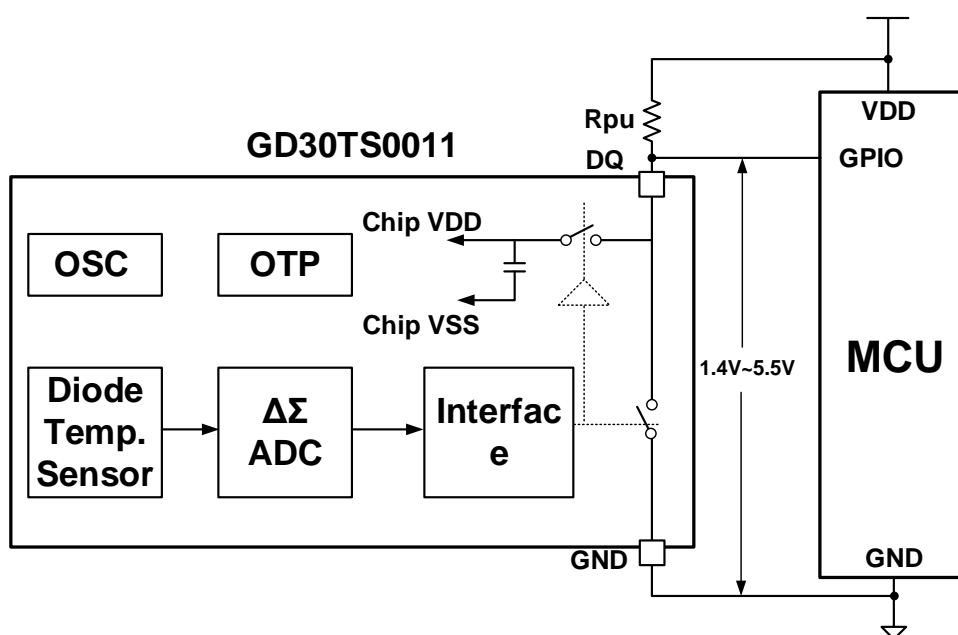 VDD
Rpu
GD30TS0011
DQ
GPIO
Chip VDD
OSC
OTP
Chip VSS
MCU
1.4V~5.5V
Diode
Temp.
Sensor
ΔΣ
ADC
Interfac
e
GND
GND